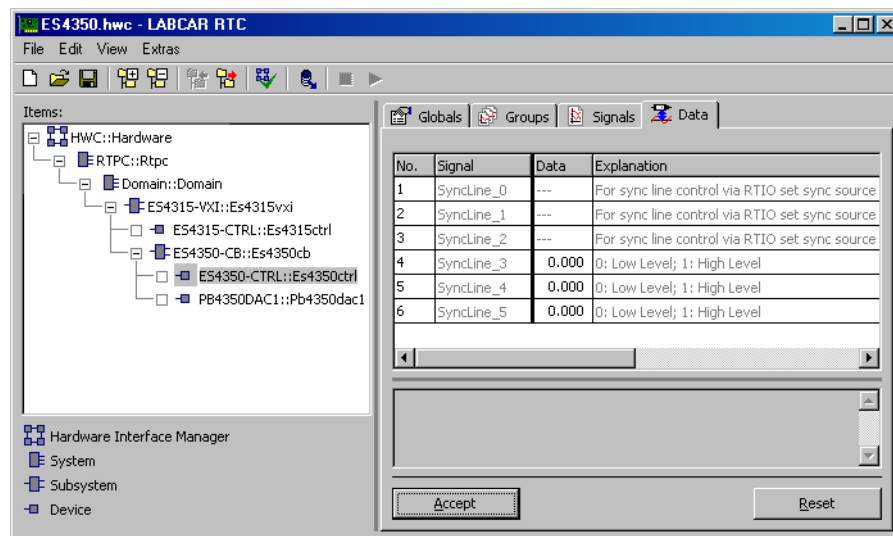 ES4350.hwc - LABCAR RTC
File Edit View Extras
Items:
HWC::Hardware
RTPC::Rtpc
Domain::Domain
ES4315-VXI::Es4315vxi
ES4315-CTRL::Es4315ctrl
ES4350-CB::Es4350cb
ES4350-CTRL::Es4350ctrl
PB4350DAC1::Pb4350dac1
Hardware Interface Manager
System
Subsystem
Device
Globals Groups Signals Data
No. Signal Data Explanation
1 SyncLine_0 --- For sync line control via RTIO set sync source
2 SyncLine_1 --- For sync line control via RTIO set sync source
3 SyncLine_2 --- For sync line control via RTIO set sync source
4 SyncLine_3 0.000 0: Low Level; 1: High Level
5 SyncLine_4 0.000 0: Low Level; 1: High Level
6 SyncLine_5 0.000 0: Low Level; 1: High Level
Accept Reset